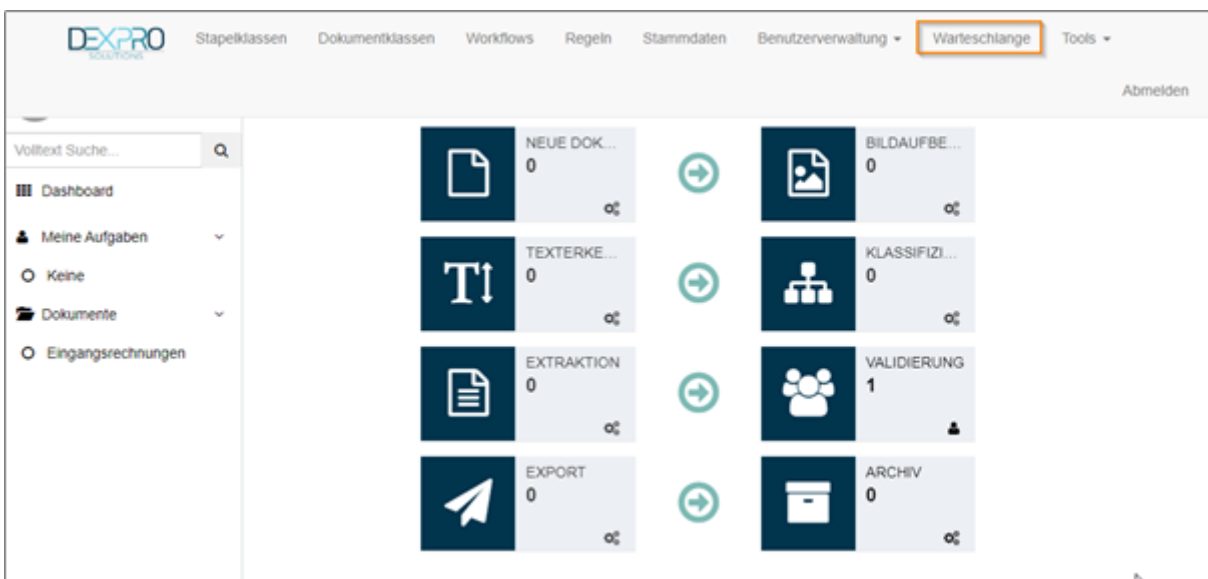 DEXPRO
SOLUTIONS
Stapelklassen Dokumentklassen Workflows Regeln Stammdaten Benutzerverwaltung Warteschlange Tools
Abmelden
Volltext Suche...
Dashboard
Meine Aufgaben
Keine
Dokumente
Eingangsrechnungen
NEUE DOK...
0
BILDAUFBE...
0
TEXTERKE...
0
KLASSIFIZI...
0
EXTRAKTION
0
VALIDIERUNG
1
EXPORT
0
ARCHIV
0